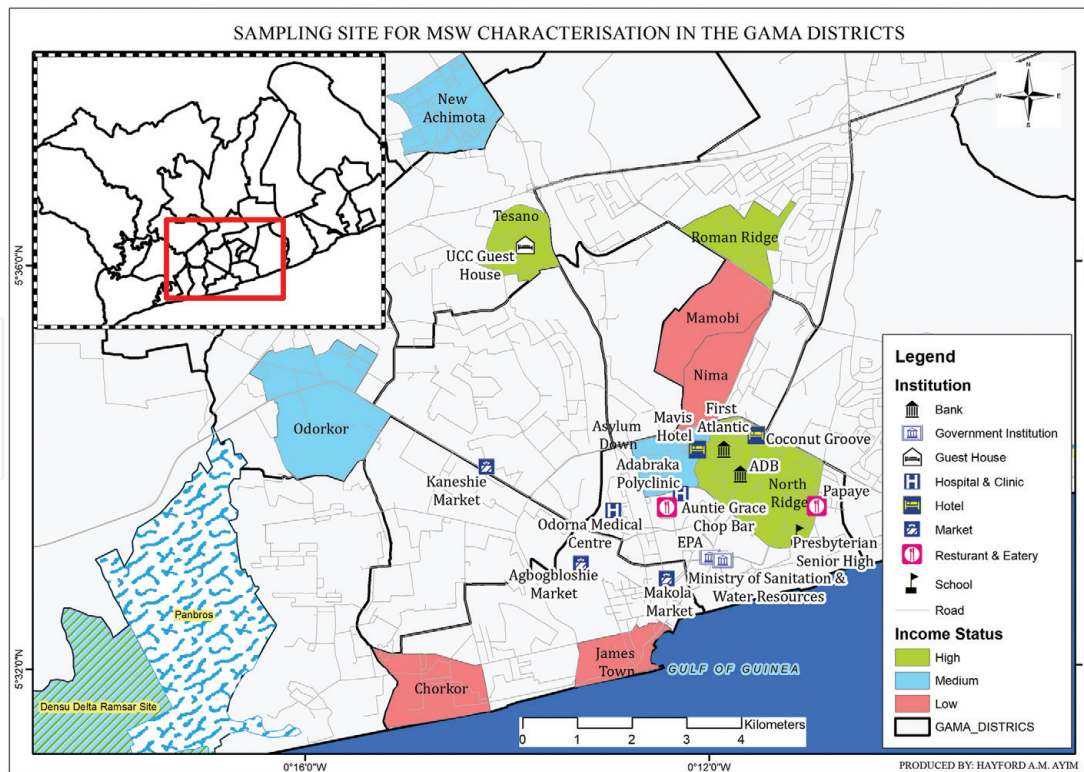 SAMPLING SITE FOR MSW CHARACTERISATION IN THE GAMA DISTRICTS
N
W
E
S
5°36'0"N
5°32'0"N
New
Achimota
Tesano
UCC Guest
House
Roman Ridge
Mamobi
Nima
Odorkor
Kaneshie
Market
Asylum
Down
Mavis
Hotel
First
Atlantic
Coconut Groove
ADB
Adabraka
Polyclinic
North
Ridge
Papaye
Auntie Grace
Chop Bar
Odorna Medical
Centre
EPA
Presbyterian
Senior High
Agbogbloshie
Market
Makola
Market
Ministry of Sanitation &
Water Resources
Panbros
Densu Delta Ramsar Site
Chorkor
James
Town
GULF OF GUINEA
Kilometers
0 1 2 3 4
Legend
Institution
Bank
Government Institution
Guest House
Hospital & Clinic
Hotel
Market
Resturant & Eatery
School
Road
Income Status
High
Medium
Low
GAMA_DISTRICS
0°16'0"W
0°12'0"W
PRODUCED BY: HAYFORD A.M. AYIM